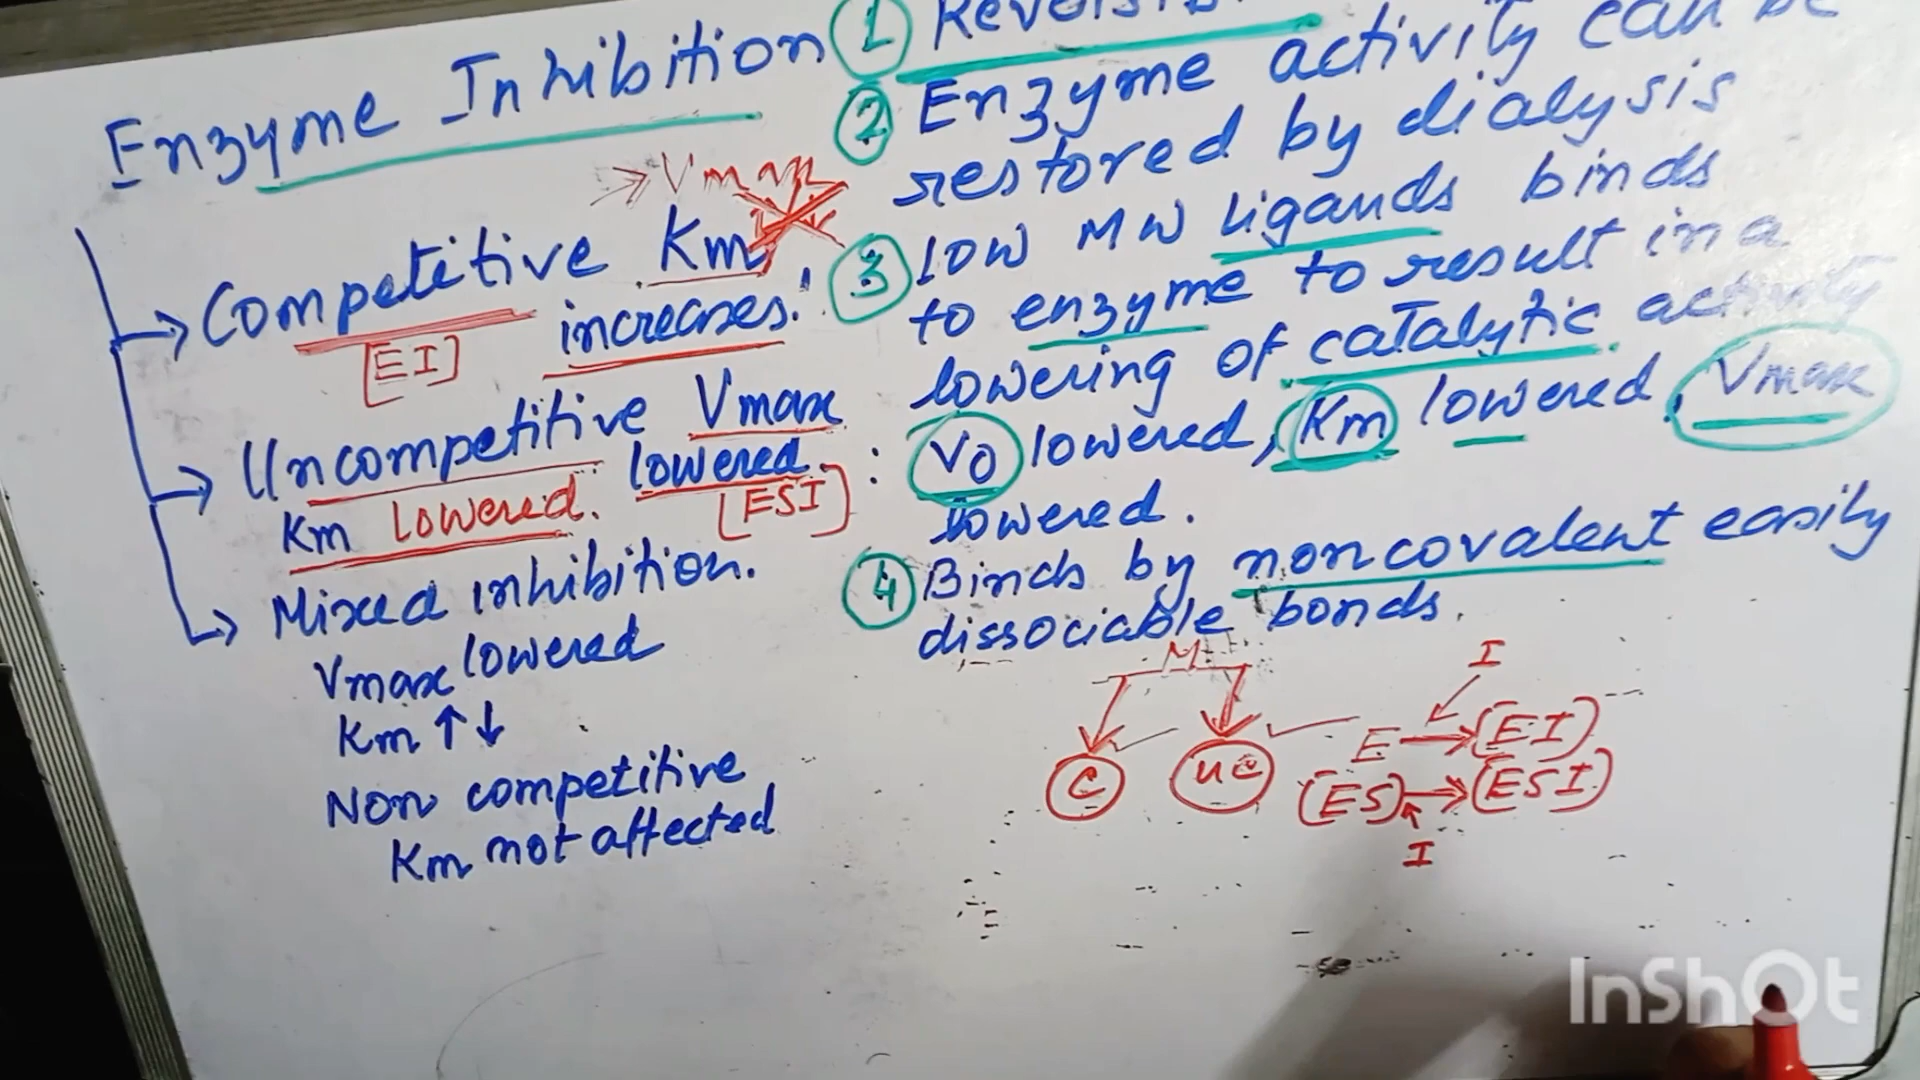 Enzyme Inhibition
→ Vmax
→ Competitive Km
[EI] increases.
→ Uncompetitive Vmax
lowered. [ESI]
Km lowered.
→ Mixed inhibition.
Vmax lowered
Km ↑↓
Non competitive
Km not affected
①
② Enzyme activity can be
restored by dialysis
③ low MW ligands binds
to enzyme to result in a
lowering of catalytic activity
: V0 lowered, Km lowered, Vmax
lowered.
④ Binds by noncovalent easily
dissociable bonds.
M
C
UC
I
E → [EI]
[ES] → [ESI]
I
InShOt